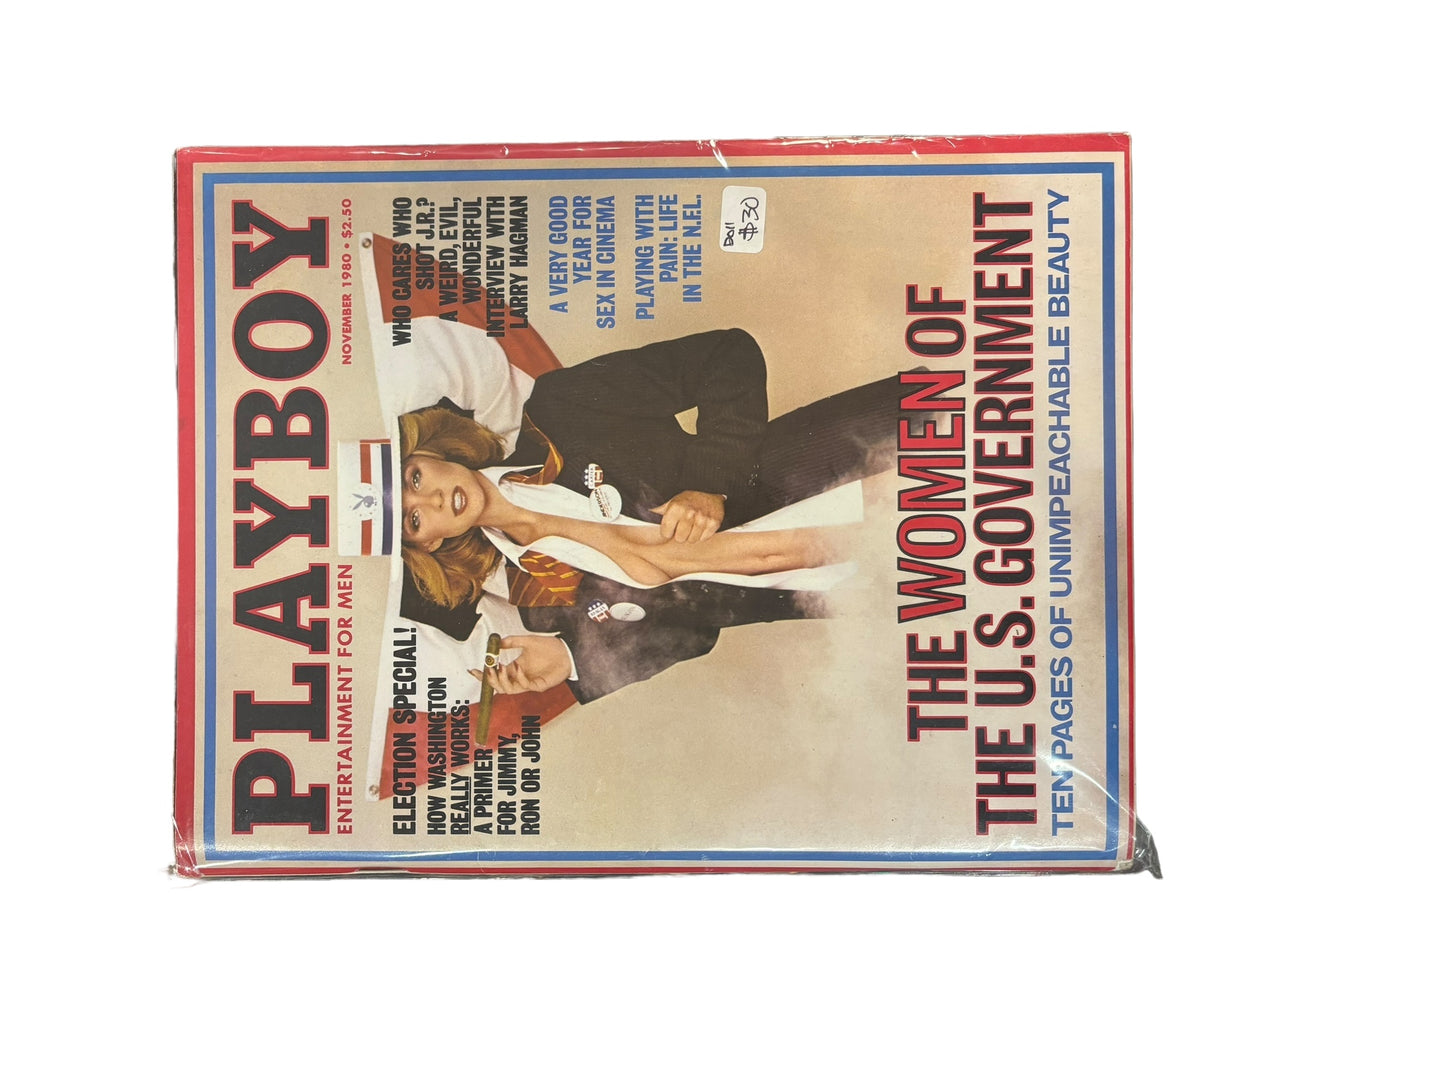 PLAYBOY
ENTERTAINMENT FOR MEN
NOVEMBER 1980 • $2.50
ELECTION SPECIAL!
HOW WASHINGTON
REALLY WORKS:
A PRIMER
FOR JIMMY,
RON OR JOHN
WHO CARES WHO
SHOT J.R.?
A WEIRD, EVIL,
WONDERFUL
INTERVIEW WITH
LARRY HAGMAN
A VERY GOOD
YEAR FOR
SEX IN CINEMA
PLAYING WITH
PAIN: LIFE
IN THE N.F.L.
Doll
$30
THE WOMEN OF
THE U.S. GOVERNMENT
TEN PAGES OF UNIMPEACHABLE BEAUTY